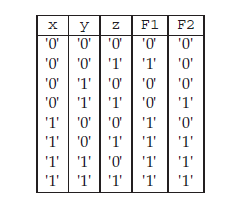 x y z F1 F2
'0' '0' '0' '0' '0'
'0' '0' '1' '1' '0'
'0' '1' '0' '0' '0'
'0' '1' '1' '0' '1'
'1' '0' '0' '1' '0'
'1' '0' '1' '1' '1'
'1' '1' '0' '1' '1'
'1' '1' '1' '1' '1'